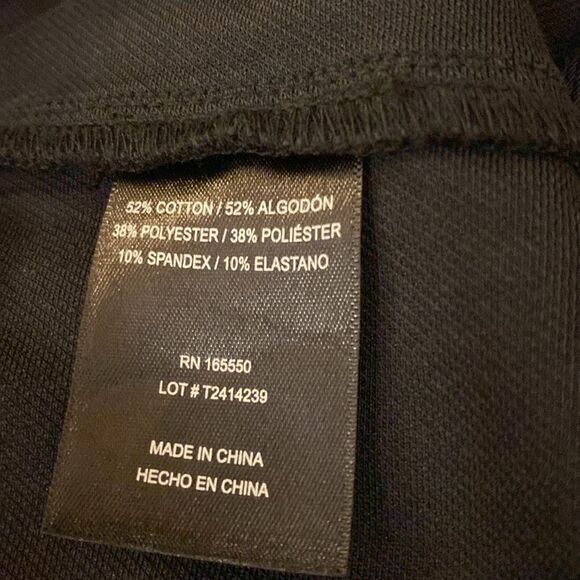 52% COTTON / 52% ALGODÓN
38% POLYESTER / 38% POLIÉSTER
10% SPANDEX / 10% ELASTANO
RN 165550
LOT # T2414239
MADE IN CHINA
HECHO EN CHINA